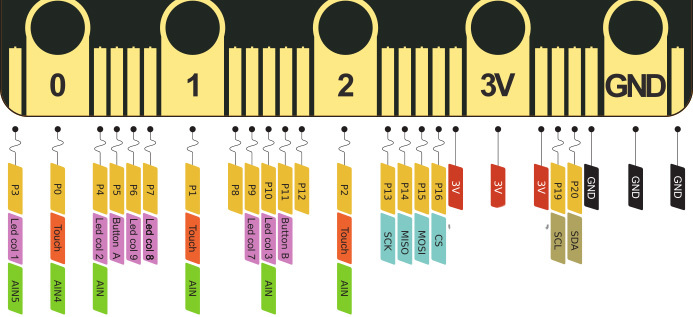 0 1 2 3V GND
P3 P0 P4 P5 P6 P7 P1 P8 P9 P10 P11 P12 P2 P13 P14 P15 P16 3V 3V 3V P19 P20 GND GND GND
Led col 1 Touch Led col 2 Button A Led col 9 Led col 8 Touch Led col 7 Led col 3 Button B Touch SCK MISO MOSI CS SCL SDA
AIN5 AIN4 AIN AIN AIN AIN